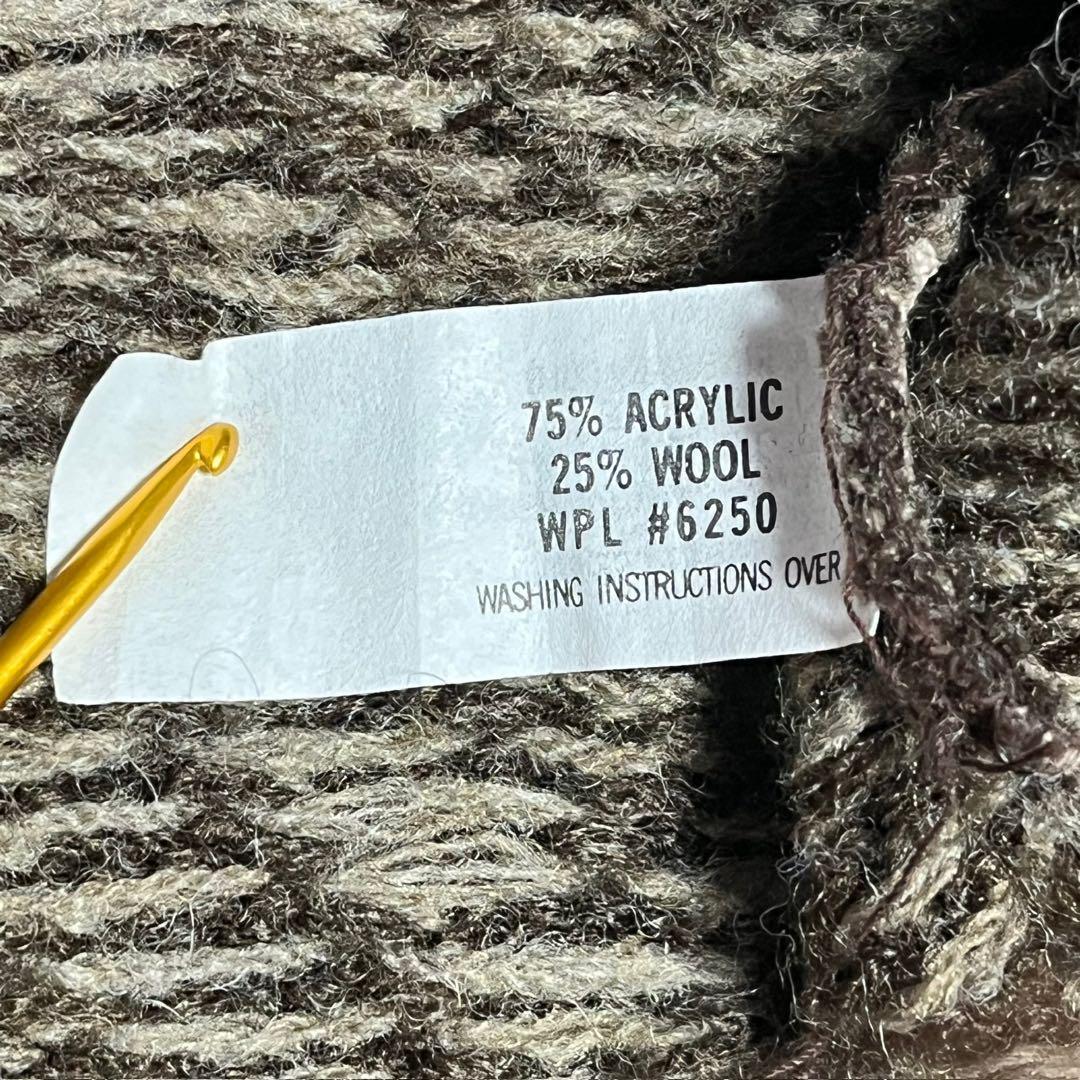 75% ACRYLIC
25% WOOL
WPL #6250
WASHING INSTRUCTIONS OVER